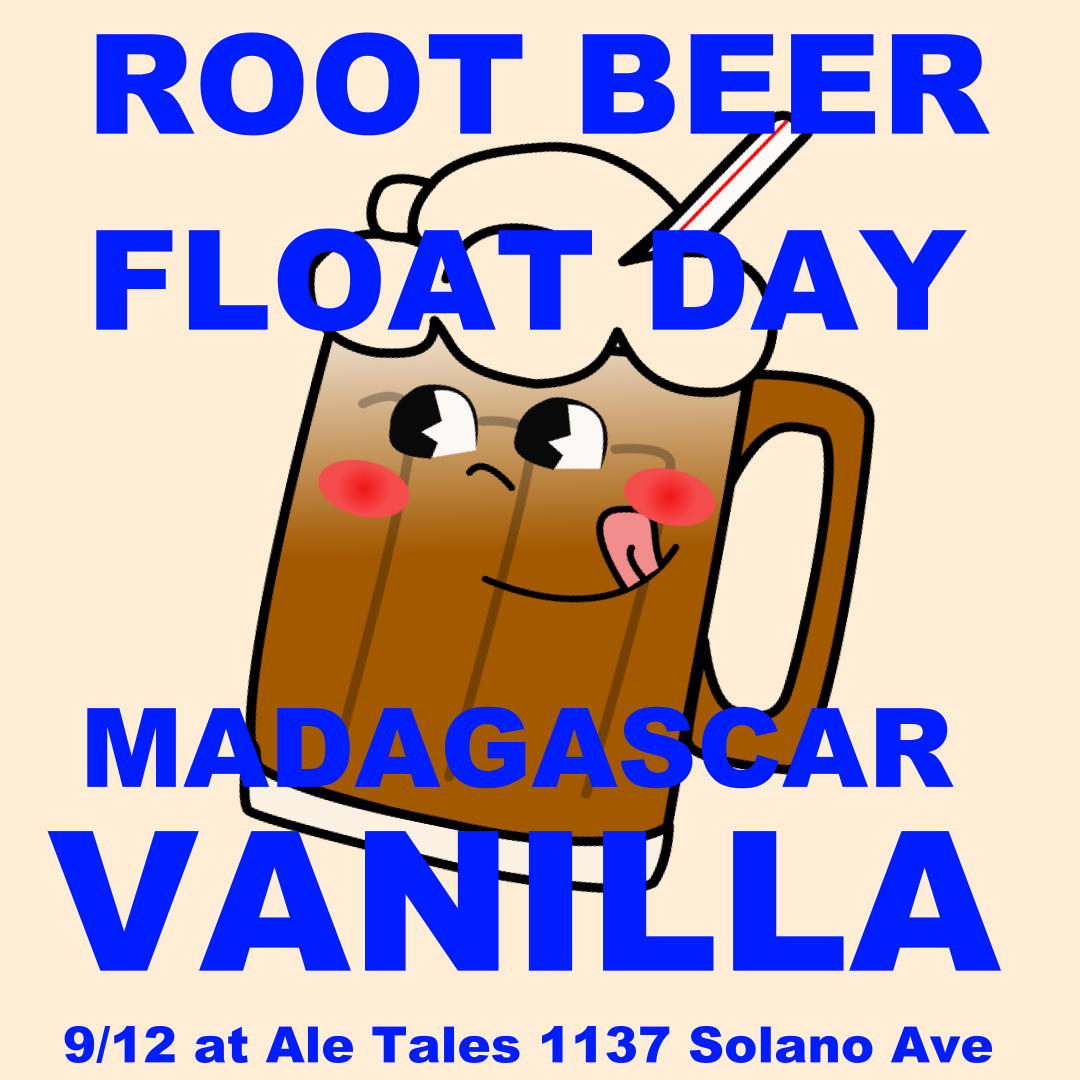 ROOT BEER
FLOAT DAY
MADAGASCAR
VANILLA
9/12 at Ale Tales 1137 Solano Ave